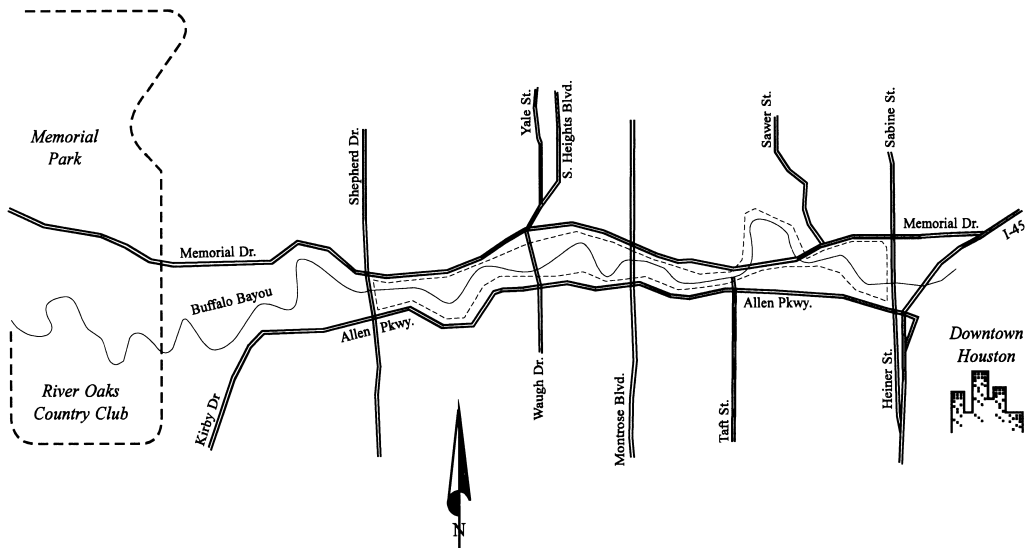 Memorial
Park
Shepherd Dr.
Yale St.
S. Heights Blvd.
Sawer St.
Sabine St.
Memorial Dr.
Memorial Dr.
I-45
Buffalo Bayou
Allen Pkwy.
Allen Pkwy.
River Oaks
Country Club
Kirby Dr
Waugh Dr.
Montrose Blvd.
Taft St.
Heiner St.
Downtown
Houston
N